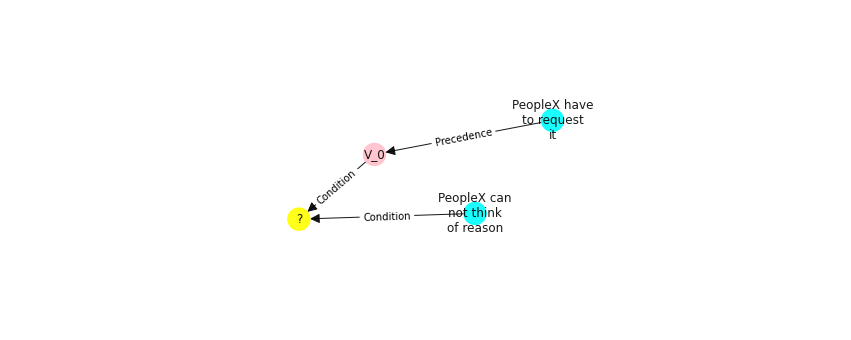 PeopleX have
to request
it
Precedence
V_0
Condition
PeopleX can
not think
of reason
Condition
?